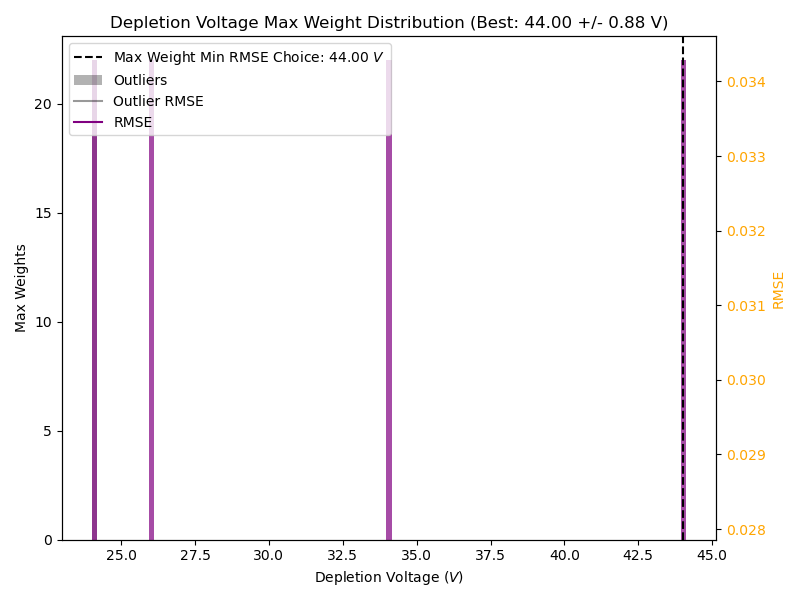 Depletion Voltage Max Weight Distribution (Best: 44.00 +/- 0.88 V)
Max Weight Min RMSE Choice: 44.00 V
Outliers
Outlier RMSE
RMSE
Max Weights
20
15
10
5
0
0.034
0.033
0.032
0.031
0.030
0.029
0.028
RMSE
25.0 27.5 30.0 32.5 35.0 37.5 40.0 42.5 45.0
Depletion Voltage (V)